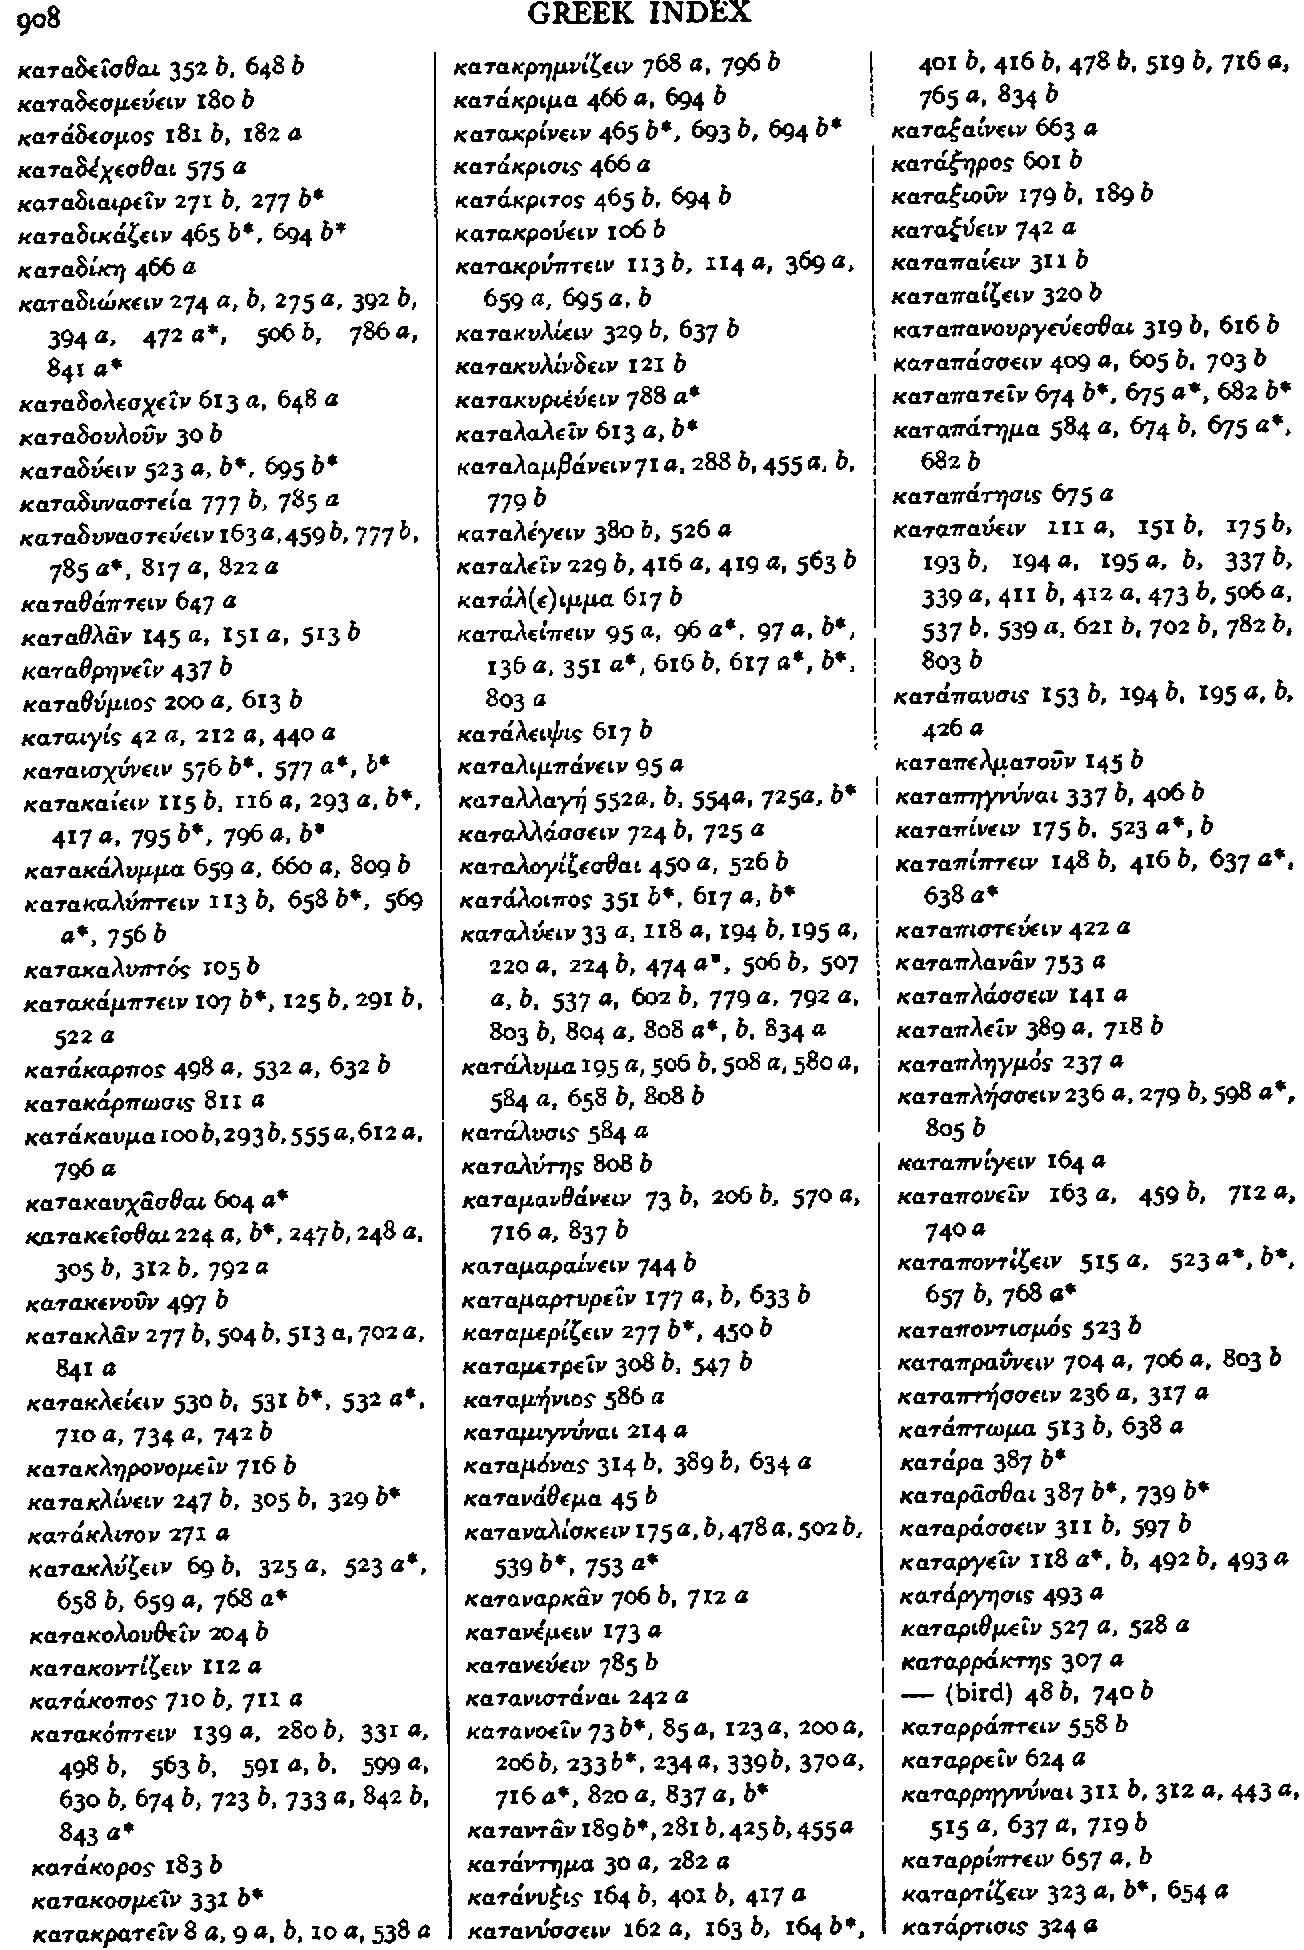 908
GREEK INDEX
καταδεῖσθαι 352 b, 648 b
καταδεσμεύειν 180 b
κατάδεσμος 181 b, 182 a
καταδέχεσθαι 575 a
καταδιαιρεῖν 271 b, 277 b*
καταδικάζειν 465 b*, 694 b*
καταδίκη 466 a
καταδιώκειν 274 a, b, 275 a, 392 b,
394 a, 472 a*, 506 b, 786 a,
841 a*
καταδολεσχεῖν 613 a, 648 a
καταδουλοῦν 30 b
καταδύειν 523 a, b*, 695 b*
καταδυναστεία 777 b, 785 a
καταδυναστεύειν 163 a, 459 b, 777 b,
785 a*, 817 a, 822 a
καταθάπτειν 647 a
καταθλᾶν 145 a, 151 a, 513 b
καταθρηνεῖν 437 b
καταθύμιος 200 a, 613 b
καταιγίς 42 a, 212 a, 440 a
καταισχύνειν 576 b*, 577 a*, b*
κατακαίειν 115 b, 116 a, 293 a, b*,
417 a, 795 b*, 796 a, b*
κατακάλυμμα 659 a, 660 a, 809 b
κατακαλύπτειν 113 b, 658 b*, 569
a*, 756 b
κατακαλυπτός 105 b
κατακάμπτειν 107 b*, 125 b, 291 b,
522 a
κατάκαρπος 498 a, 532 a, 632 b
κατακάρπωσις 811 a
κατάκαυμα 100 b, 293 b, 555 a, 612 a,
796 a
κατακαυχᾶσθαι 604 a*
κατακεῖσθαι 224 a, b*, 247 b, 248 a,
305 b, 312 b, 792 a
κατακενοῦν 497 b
κατακλᾶν 277 b, 504 b, 513 a, 702 a,
841 a
κατακλείειν 530 b, 531 b*, 532 a*,
710 a, 734 a, 742 b
κατακληρονομεῖν 716 b
κατακλίνειν 247 b, 305 b, 329 b*
κατάκλιτον 271 a
κατακλύζειν 69 b, 325 a, 523 a*,
658 b, 659 a, 768 a*
κατακολουθεῖν 204 b
κατακοντίζειν 112 a
κατάκοπος 710 b, 711 a
κατακόπτειν 139 a, 280 b, 331 a,
498 b, 563 b, 591 a, b, 599 a,
630 b, 674 b, 723 b, 733 a, 842 b,
843 a*
κατάκορος 183 b
κατακοσμεῖν 331 b*
κατακρατεῖν 8 a, 9 a, b, 10 a, 538 a
κατακρημνίζειν 768 a, 796 b
κατάκριμα 466 a, 694 b
κατακρίνειν 465 b*, 693 b, 694 b*
κατάκρισις 466 a
κατάκριτος 465 b, 694 b
κατακρούειν 106 b
κατακρύπτειν 113 b, 114 a, 369 a,
659 a, 695 a, b
κατακυλίειν 329 b, 637 b
κατακυλίνδειν 121 b
κατακυριεύειν 788 a*
καταλαλεῖν 613 a, b*
καταλαμβάνειν 71 a, 288 b, 455 a, b,
779 b
καταλέγειν 380 b, 526 a
καταλεῖν 229 b, 416 a, 419 a, 563 b
κατάλ(ε)ιμμα 617 b
καταλείπειν 95 a, 96 a*, 97 a, b*,
136 a, 351 a*, 616 b, 617 a*, b*,
803 a
κατάλειψις 617 b
καταλιμπάνειν 95 a
καταλλαγή 552 a, b, 554 a, 725 a, b*
καταλλάσσειν 724 b, 725 a
καταλογίζεσθαι 450 a, 526 b
κατάλοιπος 351 b*, 617 a, b*
καταλύειν 33 a, 118 a, 194 b, 195 a,
220 a, 224 b, 474 a*, 506 b, 507
a, b, 537 a, 602 b, 779 a, 792 a,
803 b, 804 a, 808 a*, b, 834 a
κατάλυμα 195 a, 506 b, 508 a, 580 a,
584 a, 658 b, 808 b
κατάλυσις 584 a
καταλύτης 808 b
καταμανθάνειν 73 b, 206 b, 570 a,
716 a, 837 b
καταμαραίνειν 744 b
καταμαρτυρεῖν 177 a, b, 633 b
καταμερίζειν 277 b*, 450 b
καταμετρεῖν 308 b, 547 b
καταμήνιος 586 a
καταμιγνύναι 214 a
καταμόνας 314 b, 389 b, 634 a
κατανάθεμα 45 b
καταναλίσκειν 175 a, b, 478 a, 502 b,
539 b*, 753 a*
καταναρκᾶν 706 b, 712 a
κατανέμειν 173 a
κατανεύειν 785 b
κατανιστάναι 242 a
κατανοεῖν 73 b*, 85 a, 123 a, 200 a,
206 b, 233 b*, 234 a, 339 b, 370 a,
716 a*, 820 a, 837 a, b*
καταντᾶν 189 b*, 281 b, 425 b, 455 a
κατάντημα 30 a, 282 a
κατάνυξις 164 b, 401 b, 417 a
κατανύσσειν 162 a, 163 b, 164 b*,
401 b, 416 b, 478 b, 519 b, 716 a,
765 a, 834 b
καταξαίνειν 663 a
κατάξηρος 601 b
καταξιοῦν 179 b, 189 b
καταξύειν 742 a
καταπαίειν 311 b
καταπαίζειν 320 b
καταπανουργεύεσθαι 319 b, 616 b
καταπάσσειν 409 a, 605 b, 703 b
καταπατεῖν 674 b*, 675 a*, 682 b*
καταπάτημα 584 a, 674 b, 675 a*,
682 b
καταπάτησις 675 a
καταπαύειν 111 a, 151 b, 175 b,
193 b, 194 a, 195 a, b, 337 b,
339 a, 411 b, 412 a, 473 b, 506 a,
537 b, 539 a, 621 b, 702 b, 782 b,
803 b
κατάπαυσις 153 b, 194 b, 195 a, b,
426 a
καταπελματοῦν 145 b
καταπηγνύναι 337 b, 406 b
καταπίνειν 175 b, 523 a*, b
καταπίπτειν 148 b, 416 b, 637 a*,
638 a*
καταπιστεύειν 422 a
καταπλανᾶν 753 a
καταπλάσσειν 141 a
καταπλεῖν 389 a, 718 b
καταπληγμός 237 a
καταπλήσσειν 236 a, 279 b, 598 a*,
805 b
καταπνίγειν 164 a
καταπονεῖν 163 a, 459 b, 712 a,
740 a
καταποντίζειν 515 a, 523 a*, b*,
657 b, 768 a*
καταποντισμός 523 b
καταπραΰνειν 704 a, 706 a, 803 b
καταπτήσσειν 236 a, 317 a
κατάπτωμα 513 b, 638 a
κατάρα 387 b*
καταρᾶσθαι 387 b*, 739 b*
καταράσσειν 311 b, 597 b
καταργεῖν 118 a*, b, 492 b, 493 a
κατάργησις 493 a
καταριθμεῖν 527 a, 528 a
καταρράκτης 307 a
— (bird) 48 b, 740 b
καταρράπτειν 558 b
καταρρεῖν 624 a
καταρρηγνύναι 311 b, 312 a, 443 a,
515 a, 637 a, 719 b
καταρρίπτειν 657 a, b
καταρτίζειν 323 a, b*, 654 a
κατάρτισις 324 a